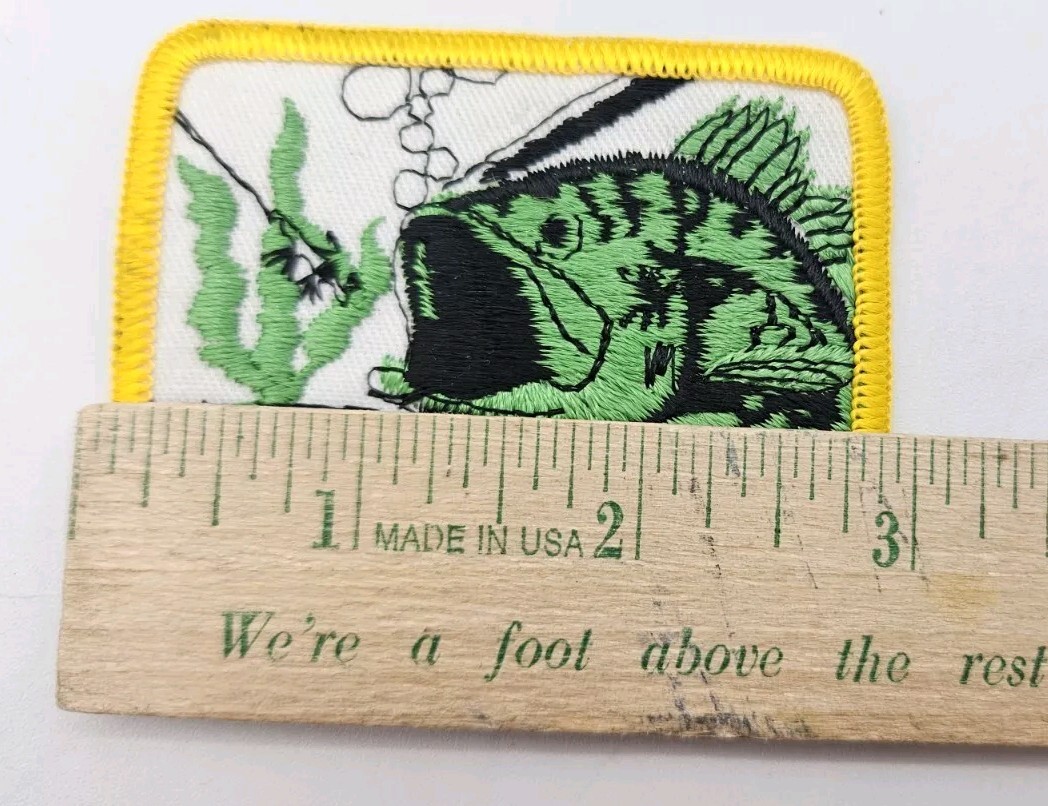 1 MADE IN USA 2 3
We're a foot above the rest